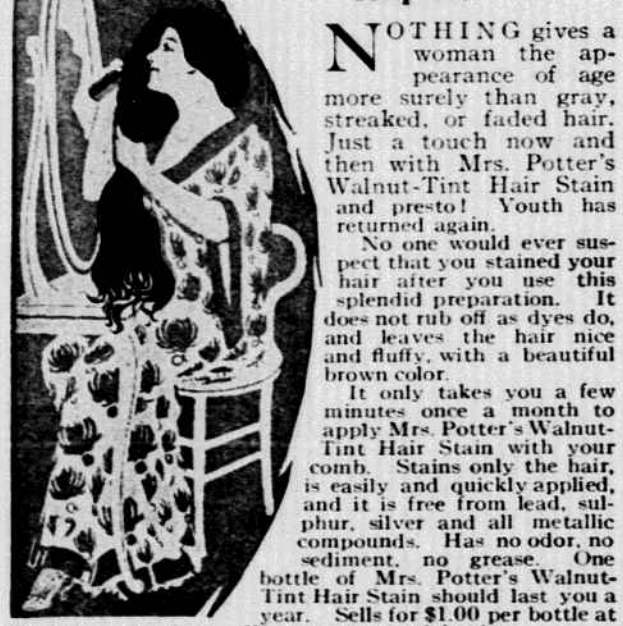 NOTHING gives a
woman the ap-
pearance of age
more surely than gray,
streaked, or faded hair.
Just a touch now and
then with Mrs. Potter's
Walnut-Tint Hair Stain
and presto! Youth has
returned again.
No one would ever sus-
pect that you stained your
hair after you use this
splendid preparation. It
does not rub off as dyes do,
and leaves the hair nice
and fluffy, with a beautiful
brown color.
It only takes you a few
minutes once a month to
apply Mrs. Potter's Walnut-
Tint Hair Stain with your
comb. Stains only the hair,
is easily and quickly applied,
and it is free from lead, sul-
phur, silver and all metallic
compounds. Has no odor, no
sediment, no grease. One
bottle of Mrs. Potter's Walnut-
Tint Hair Stain should last you a
year. Sells for $1.00 per bottle at